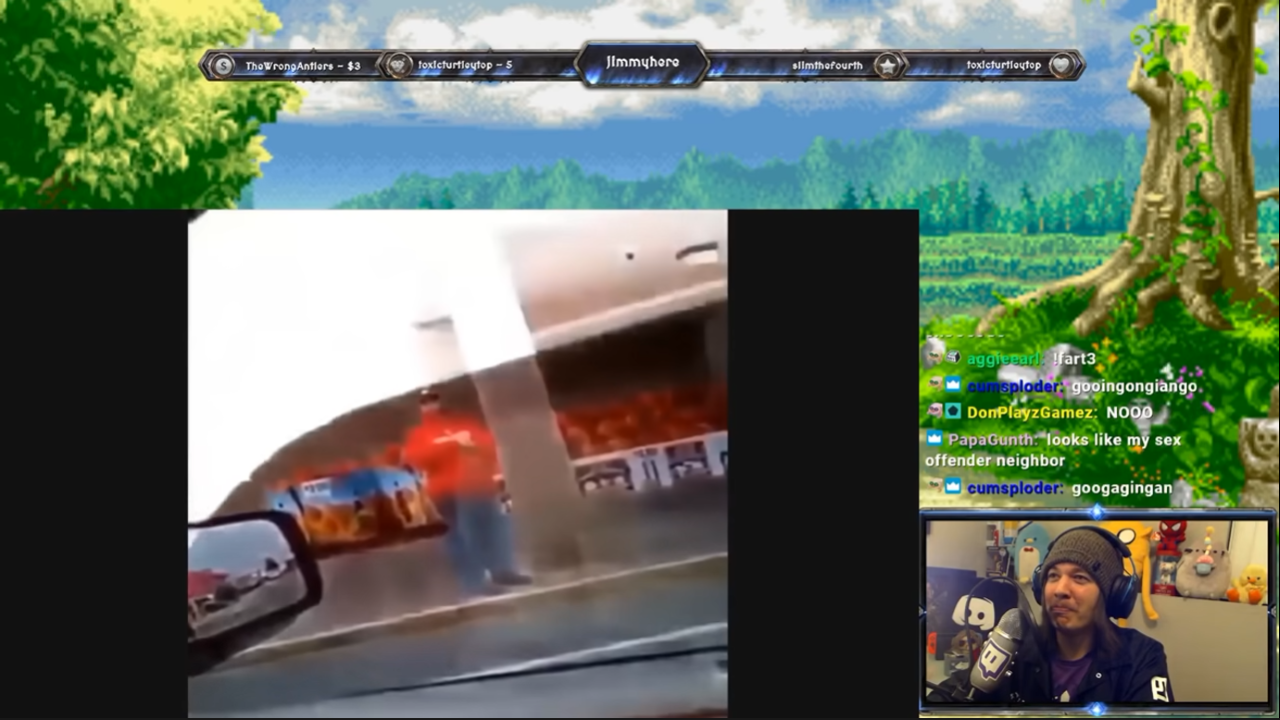 TheWrongAntlers - $3
toxicturtleytop - 5
jimmyhere
slimthefourth
toxicturtleytop
aggieearl: !fart3
cumsploder: gooingongiango
DonPlayzGamez: NOOO
PapaGunth: looks like my sex
offender neighbor
cumsploder: googagingan